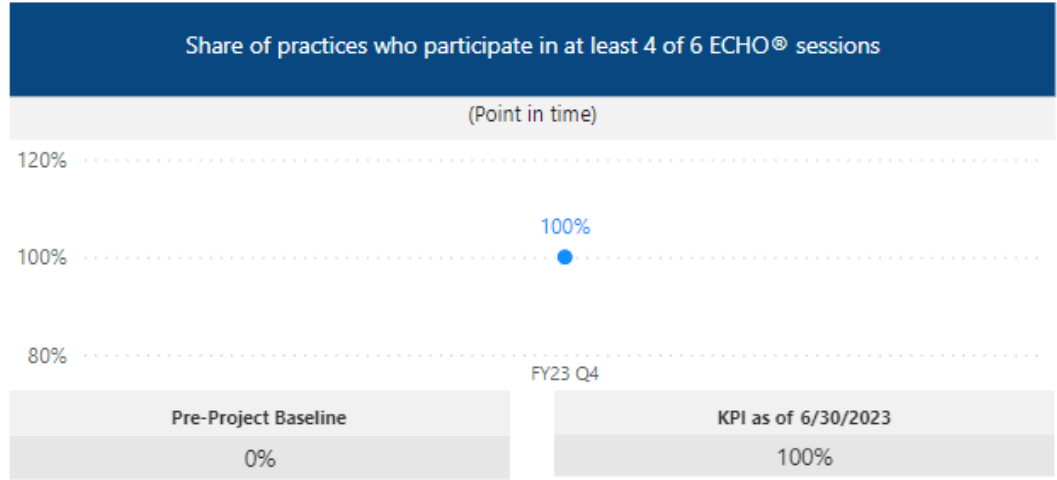 Share of practices who participate in at least 4 of 6 ECHO® sessions
(Point in time)
120%
100%
100%
80%
FY23 Q4
Pre-Project Baseline
KPI as of 6/30/2023
0%
100%